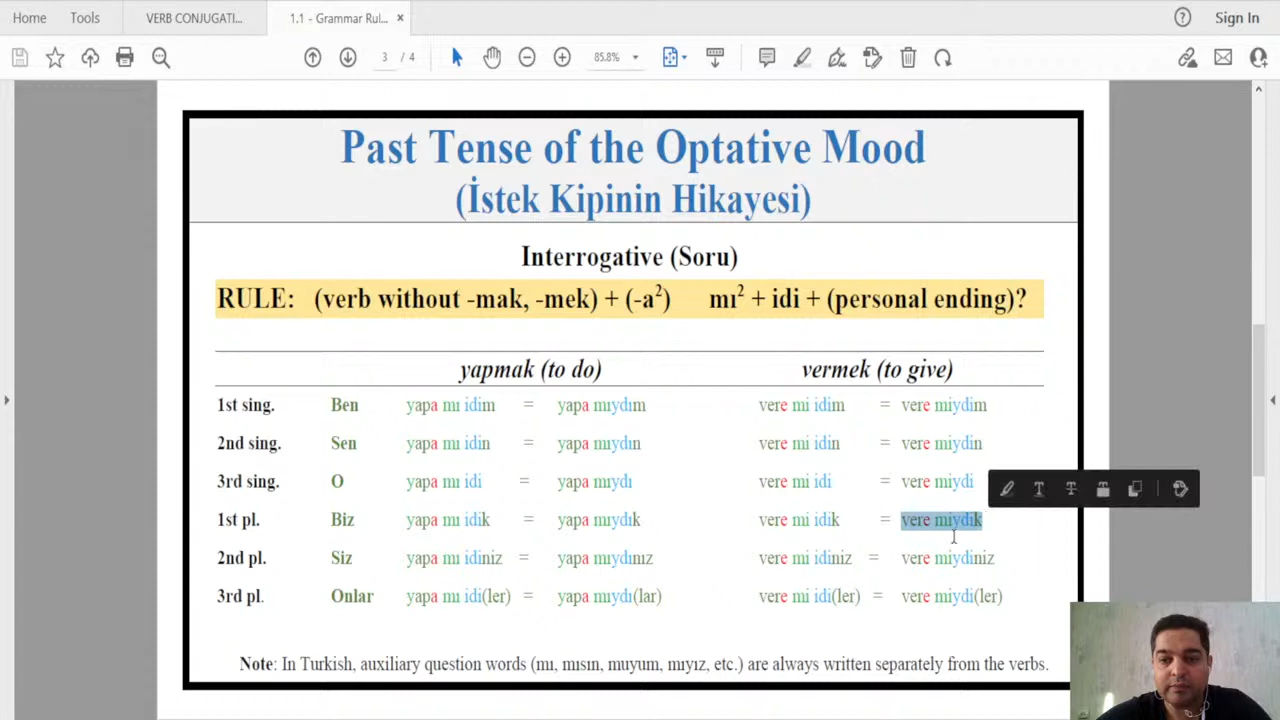 Home Tools VERB CONJUGATI... 1.1 - Grammar Rul... × Sign In
3 / 4 85.8%
Past Tense of the Optative Mood
(İstek Kipinin Hikayesi)
Interrogative (Soru)
RULE: (verb without -mak, -mek) + (-a²) mı² + idi + (personal ending)?
yapmak (to do) vermek (to give)
1st sing. Ben yapa mı idim = yapa mıydım vere mi idim = vere miydim
2nd sing. Sen yapa mı idin = yapa mıydın vere mi idin = vere miydin
3rd sing. O yapa mı idi = yapa mıydı vere mi idi = vere miydi
1st pl. Biz yapa mı idik = yapa mıydık vere mi idik = vere miydik
2nd pl. Siz yapa mı idiniz = yapa mıydınız vere mi idiniz = vere miydiniz
3rd pl. Onlar yapa mı idi(ler) = yapa mıydı(lar) vere mi idi(ler) = vere miydi(ler)
Note: In Turkish, auxiliary question words (mı, mısın, muyum, mıyız, etc.) are always written separately from the verbs.